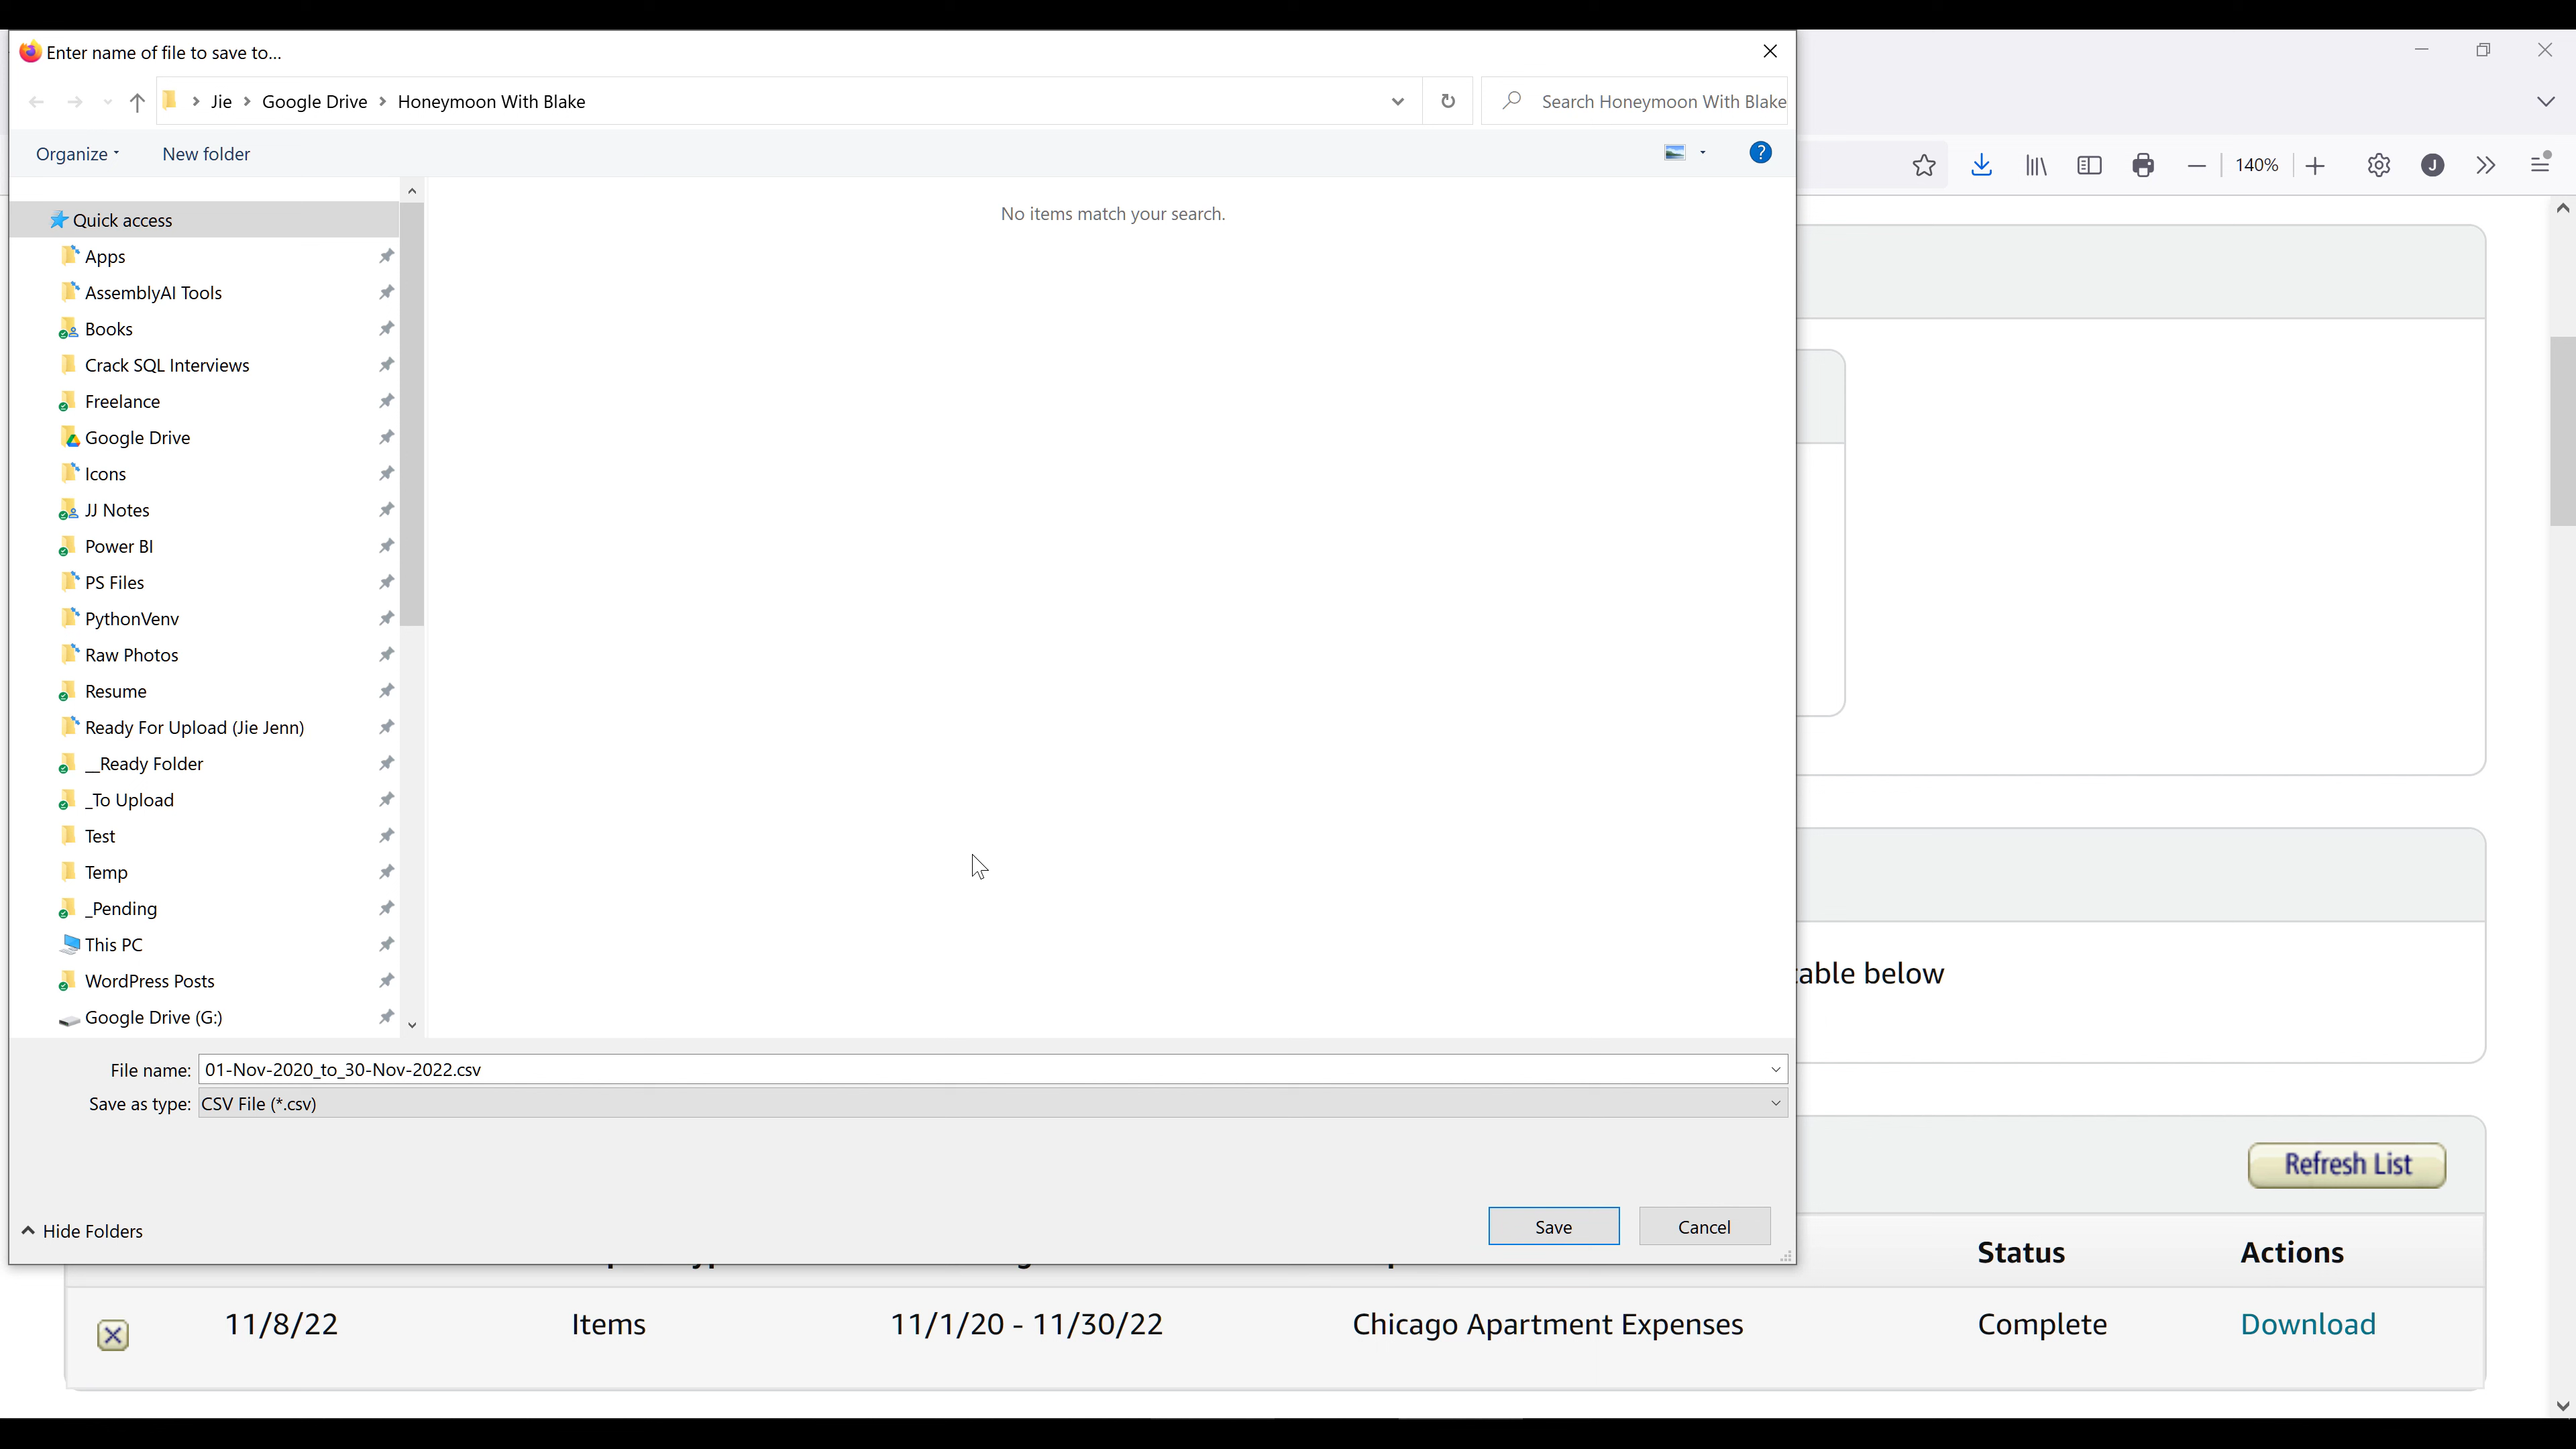 Enter name of file to save to...
Jie > Google Drive > Honeymoon With Blake
Search Honeymoon With Blake
Organize
New folder
140%
J
No items match your search.
Quick access
Apps
AssemblyAI Tools
Books
Crack SQL Interviews
Freelance
Google Drive
Icons
JJ Notes
Power BI
PS Files
PythonVenv
Raw Photos
Resume
Ready For Upload (Jie Jenn)
__Ready Folder
_To Upload
Test
Temp
_Pending
This PC
WordPress Posts
Google Drive (G:)
table below
File name: 01-Nov-2020_to_30-Nov-2022.csv
Save as type: CSV File (*.csv)
Refresh List
Hide Folders
Save
Cancel
Status Actions
11/8/22 Items 11/1/20 - 11/30/22 Chicago Apartment Expenses Complete Download